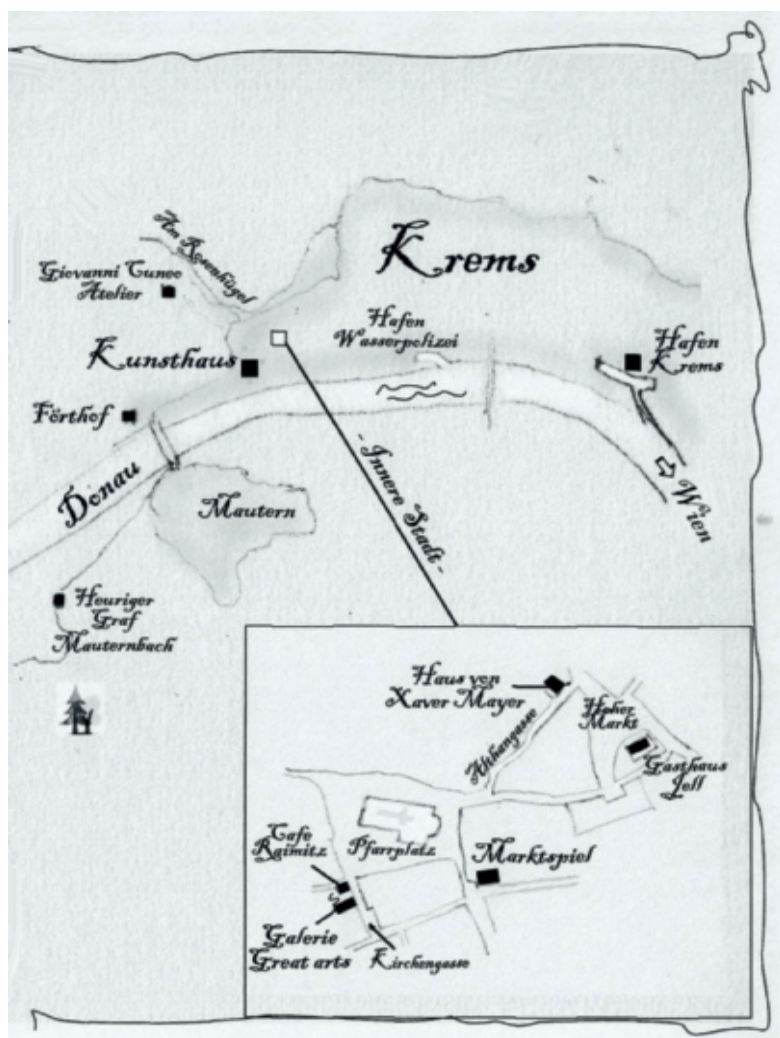 Am Rosenhügel
Krems
Giovanni Cuneo
Atelier
Hafen
Wasserpolizei
Hafen
Krems
Kunsthaus
Förthof
Donau
- Innere Stadt -
Wien
Mautern
Heuriger
Graf
Mauternbach
Haus von
Xaver Mayer
Hoher
Markt
Althangasse
Gasthaus
Jell
Cafe
Raimitz
Pfarrplatz
Marktspiel
Galerie
Great arts
Kirchengasse